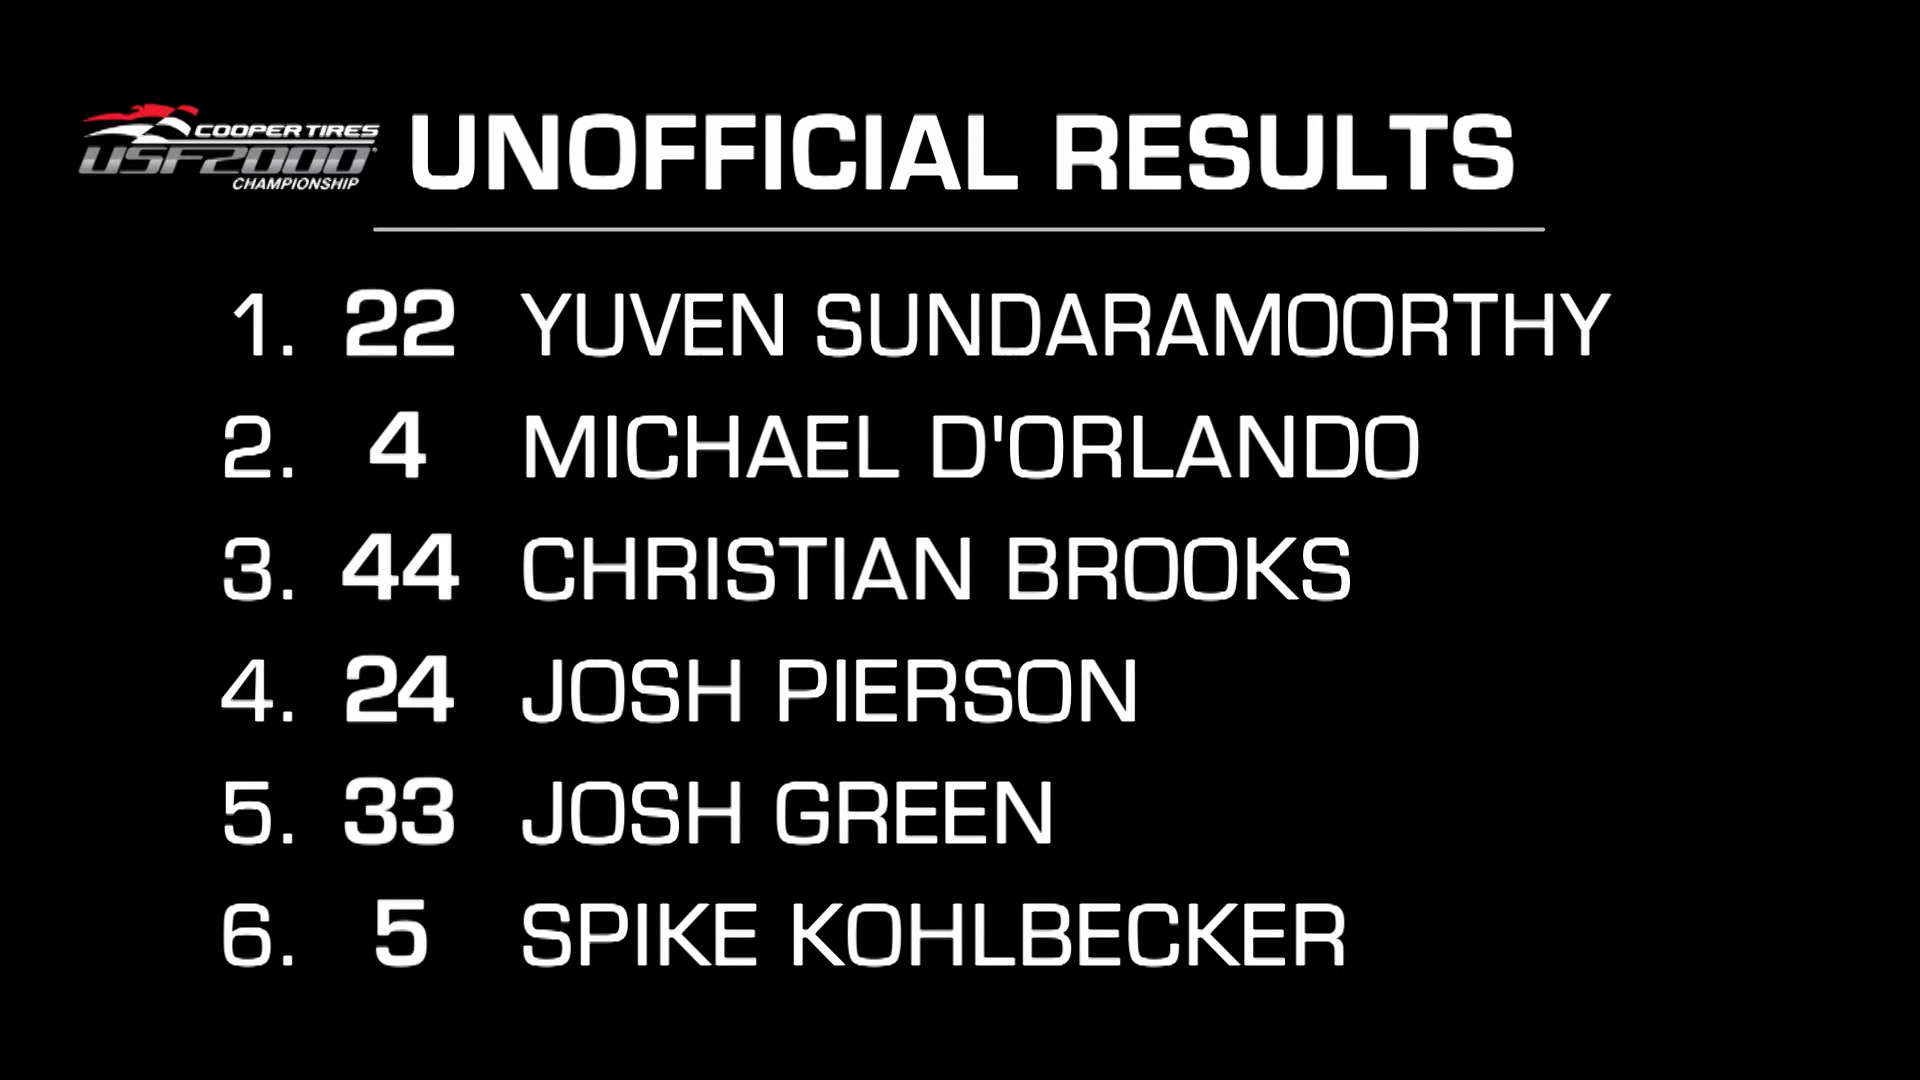 COOPER TIRES
USF2000
CHAMPIONSHIP
UNOFFICIAL RESULTS
1. 22 YUVEN SUNDARAMOORTHY
2. 4 MICHAEL D'ORLANDO
3. 44 CHRISTIAN BROOKS
4. 24 JOSH PIERSON
5. 33 JOSH GREEN
6. 5 SPIKE KOHLBECKER